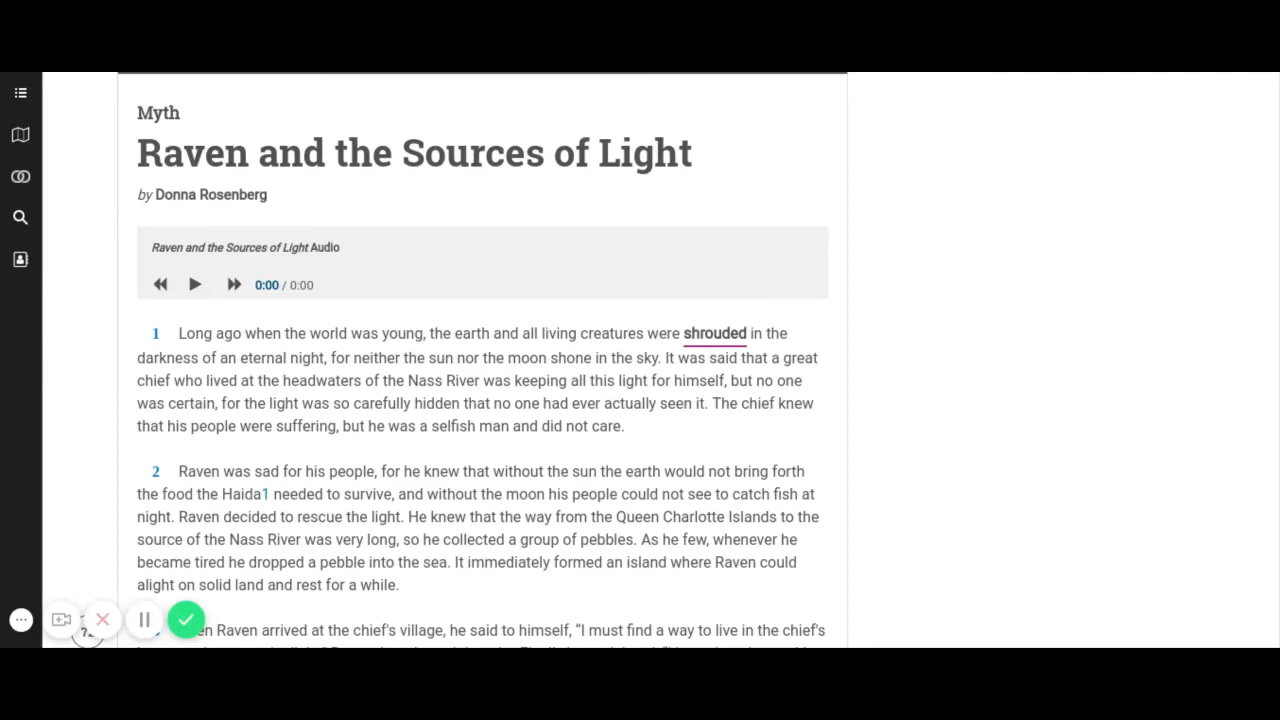 Myth
Raven and the Sources of Light
by Donna Rosenberg
Raven and the Sources of Light Audio
0:00 / 0:00
1 Long ago when the world was young, the earth and all living creatures were shrouded in the
darkness of an eternal night, for neither the sun nor the moon shone in the sky. It was said that a great
chief who lived at the headwaters of the Nass River was keeping all this light for himself, but no one
was certain, for the light was so carefully hidden that no one had ever actually seen it. The chief knew
that his people were suffering, but he was a selfish man and did not care.
2 Raven was sad for his people, for he knew that without the sun the earth would not bring forth
the food the Haida1 needed to survive, and without the moon his people could not see to catch fish at
night. Raven decided to rescue the light. He knew that the way from the Queen Charlotte Islands to the
source of the Nass River was very long, so he collected a group of pebbles. As he few, whenever he
became tired he dropped a pebble into the sea. It immediately formed an island where Raven could
alight on solid land and rest for a while.
Raven arrived at the chief's village, he said to himself, “I must find a way to live in the chief's